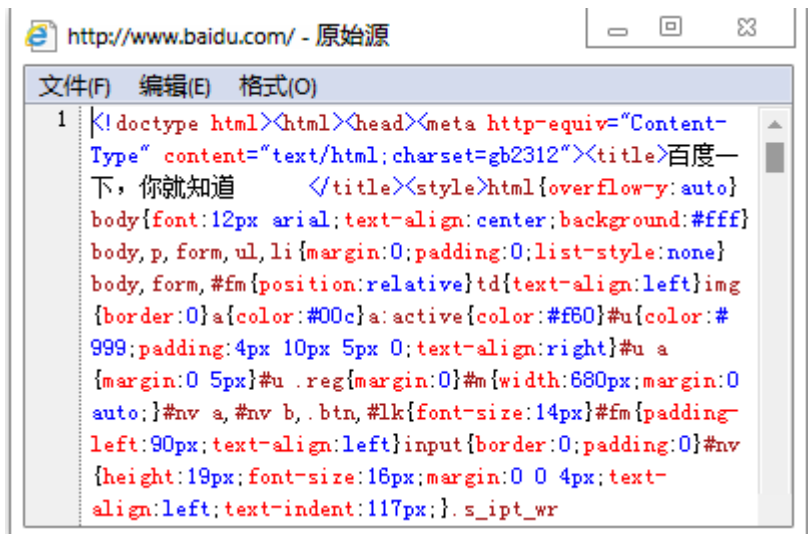 http://www.baidu.com/ - 原始源
文件(F) 编辑(E) 格式(O)
1 <!doctype html><html><head><meta http-equiv="Content-
Type" content="text/html;charset=gb2312"><title>百度一
下，你就知道      </title><style>html{overflow-y:auto}
body{font:12px arial;text-align:center;background:#fff}
body,p,form,ul,li{margin:0;padding:0;list-style:none}
body,form,#fm{position:relative}td{text-align:left}img
{border:0}a{color:#00c}a:active{color:#f60}#u{color:#
999;padding:4px 10px 5px 0;text-align:right}#u a
{margin:0 5px}#u .reg{margin:0}#m{width:680px;margin:0
auto;}#nv a,#nv b,.btn,#lk{font-size:14px}#fm{padding-
left:90px;text-align:left}input{border:0;padding:0}#nv
{height:19px;font-size:16px;margin:0 0 4px;text-
align:left;text-indent:117px;}.s_ipt_wr